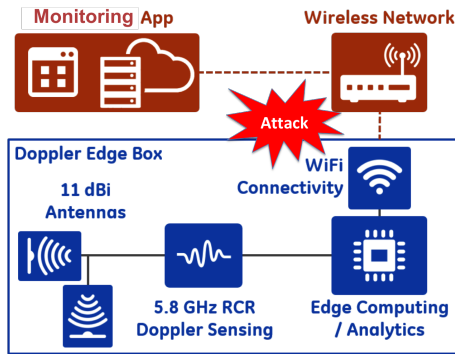 Monitoring App
Wireless Network
Attack
Doppler Edge Box
WiFi
Connectivity
11 dBi
Antennas
5.8 GHz RCR
Doppler Sensing
Edge Computing
/ Analytics